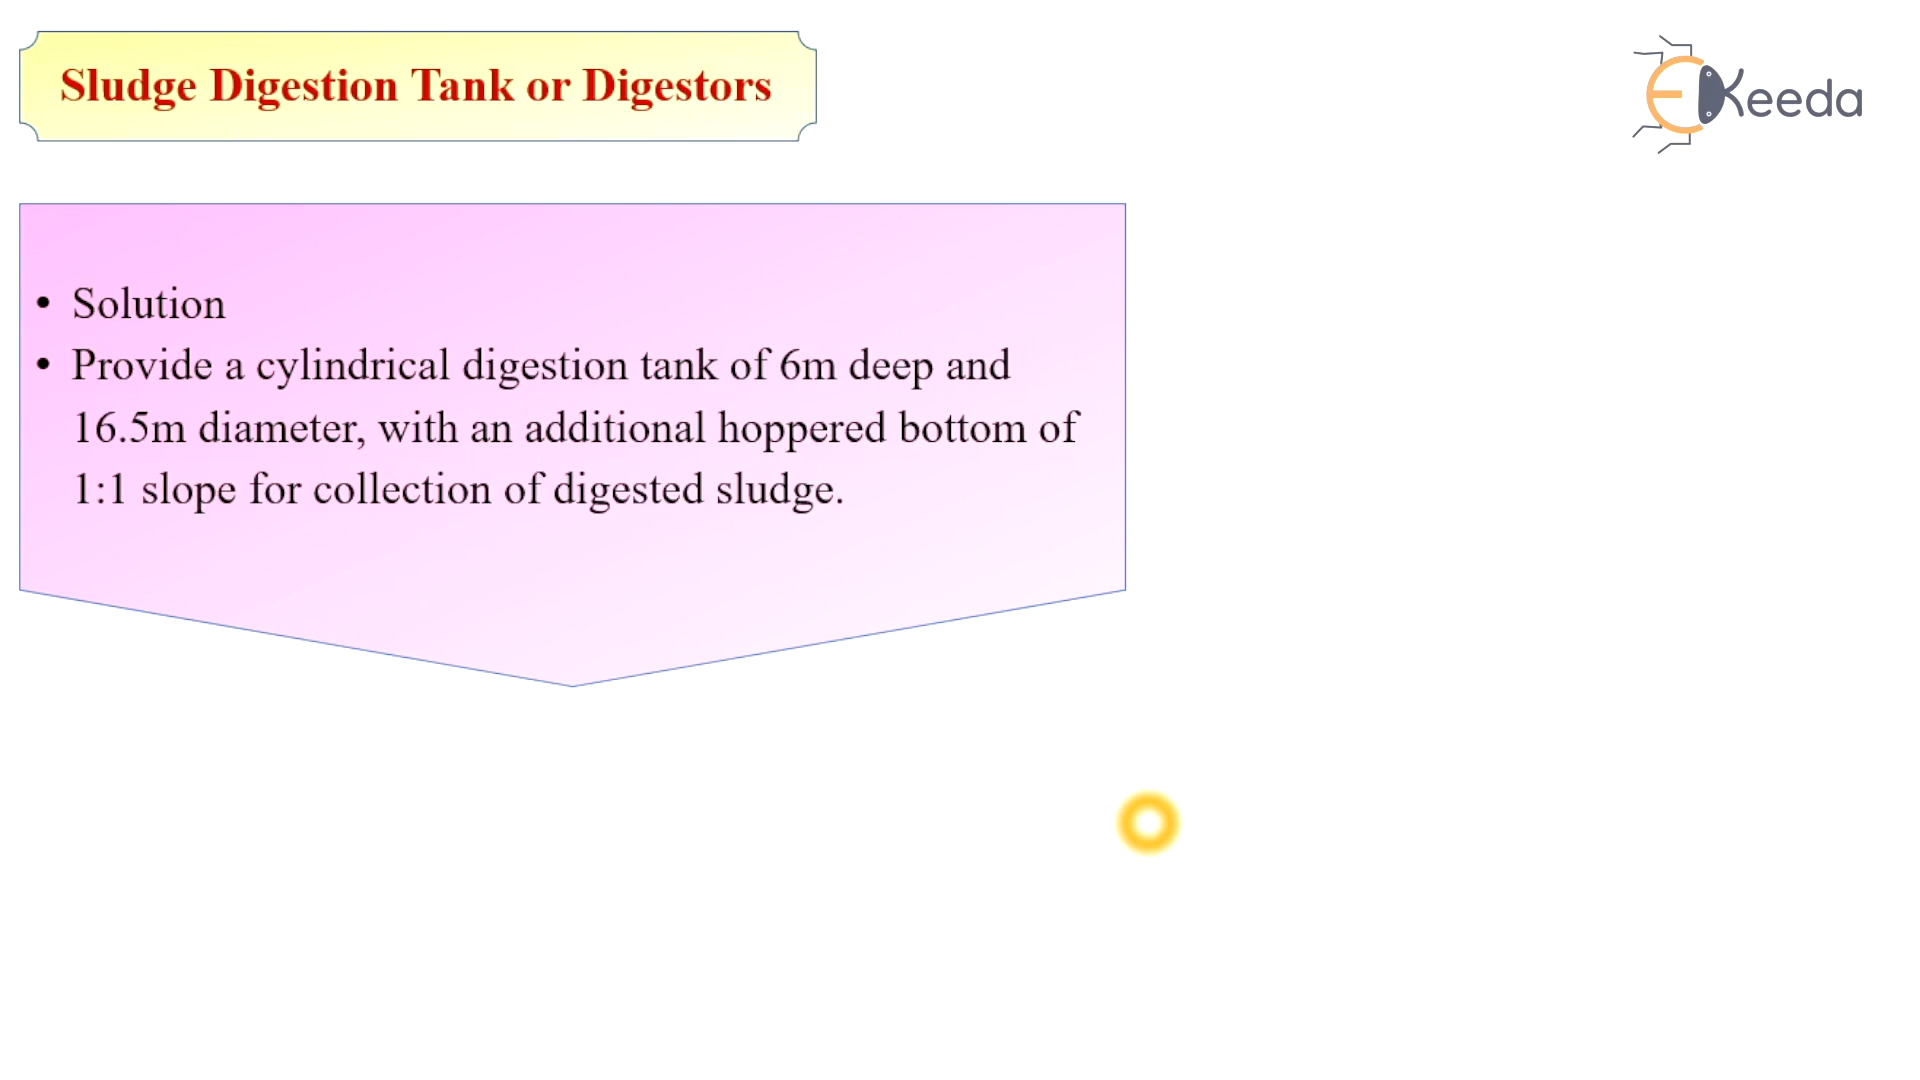 Sludge Digestion Tank or Digestors
EKeeda
• Solution
• Provide a cylindrical digestion tank of 6m deep and
16.5m diameter, with an additional hoppered bottom of
1:1 slope for collection of digested sludge.